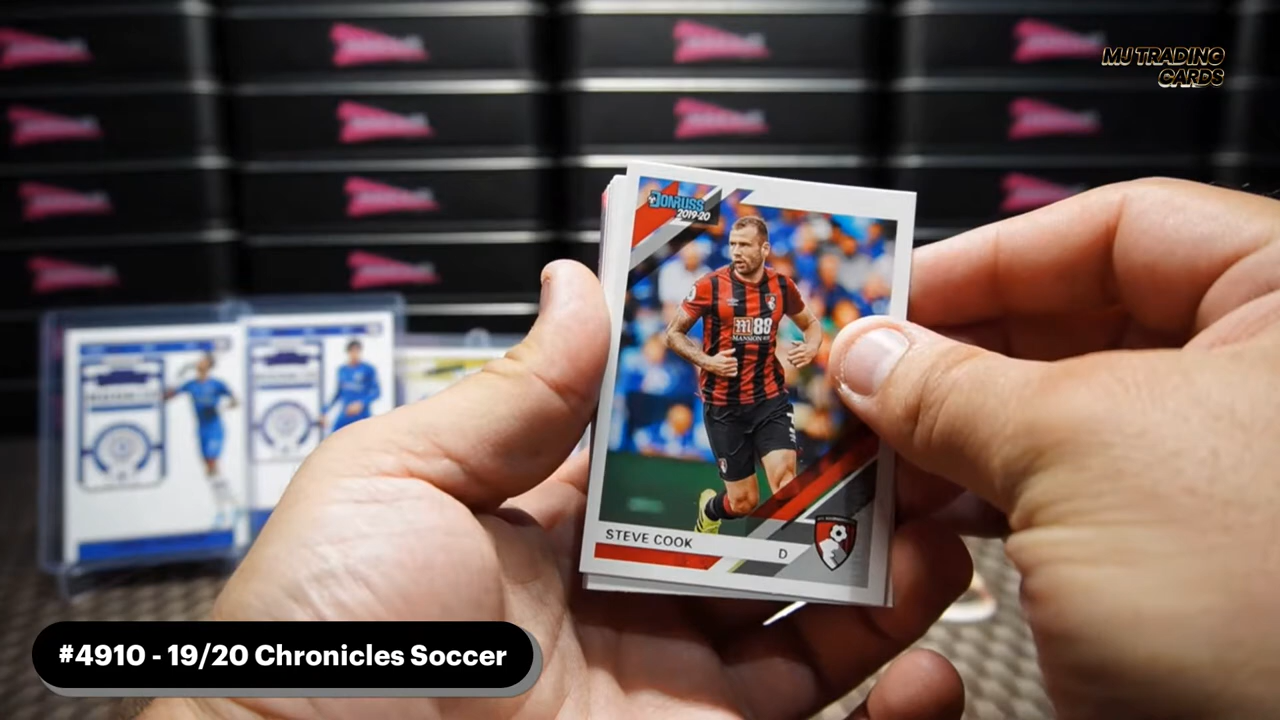 MJ TRADING
CARDS
DONRUSS
2019-20
m88
MANSION
STEVE COOK
D
#4910 - 19/20 Chronicles Soccer